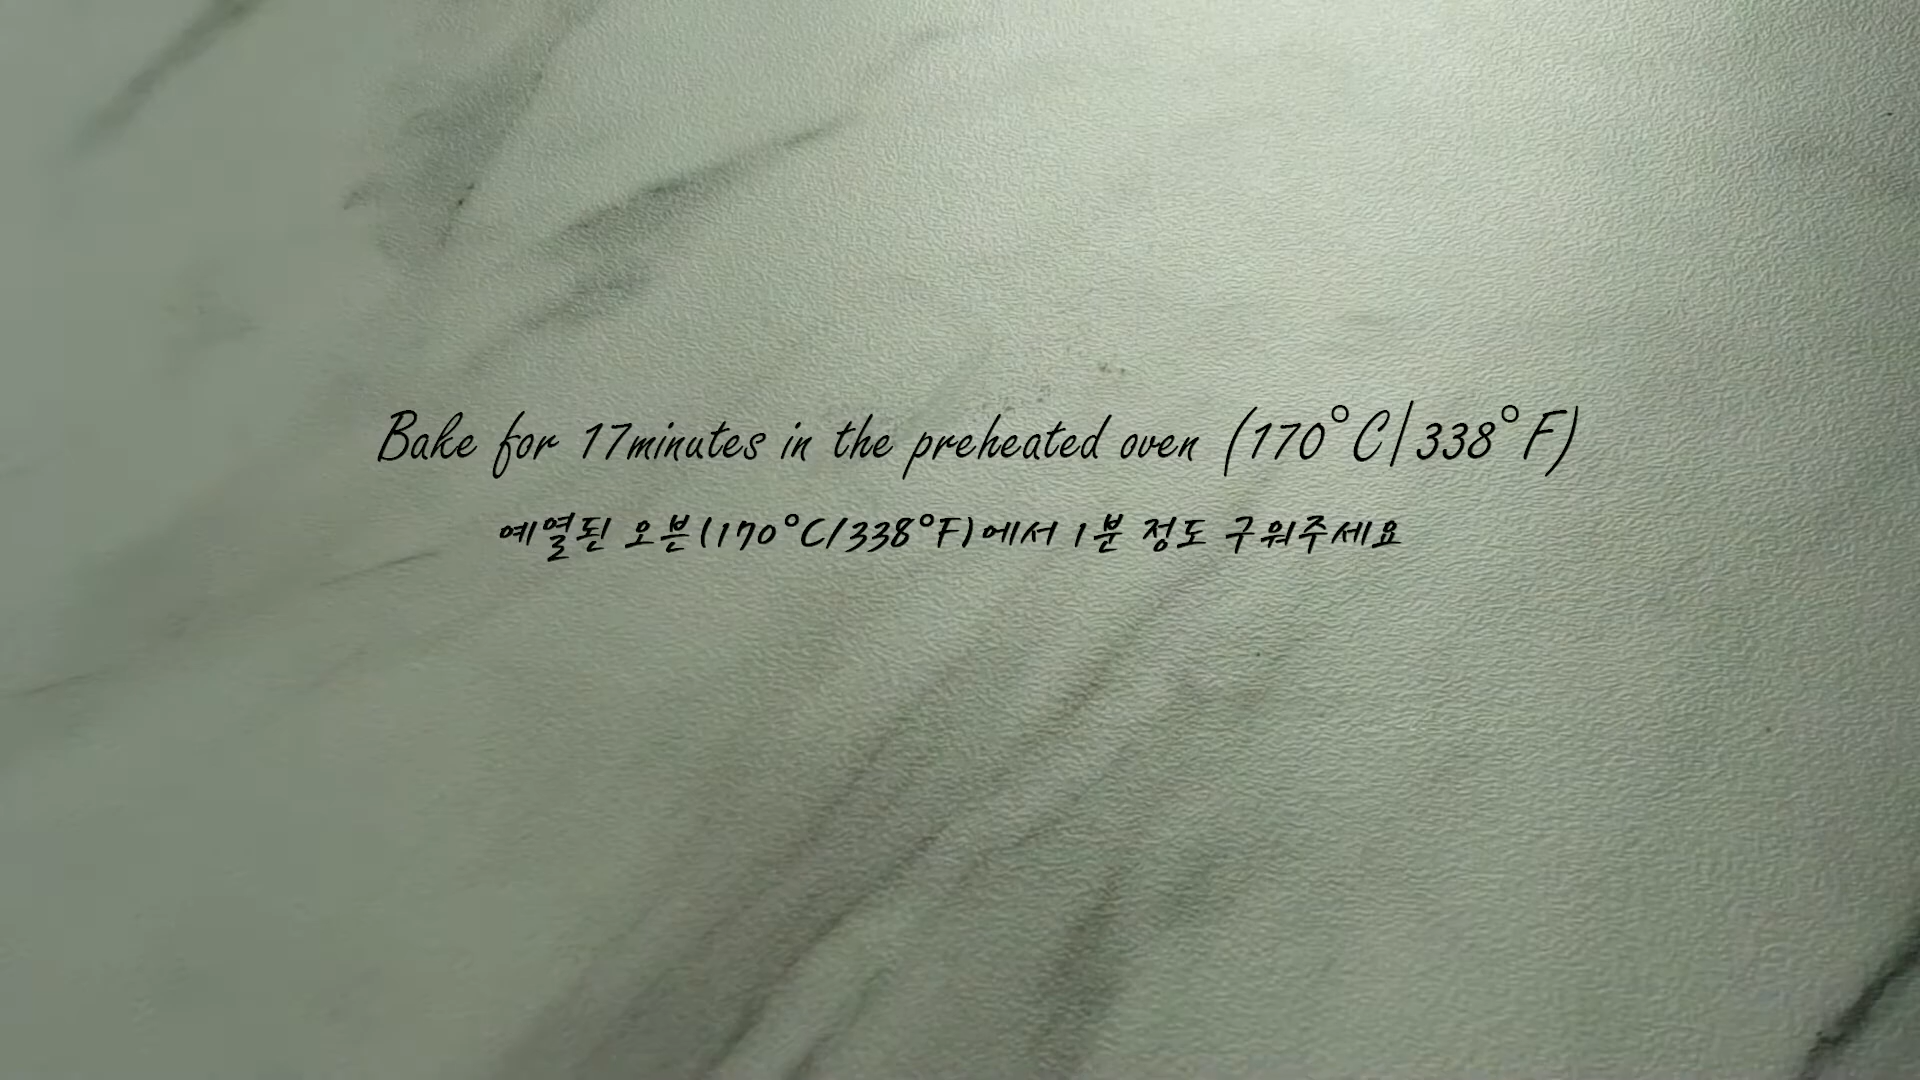 Bake for 17minutes in the preheated oven (170°C/338°F)
예열된 오븐(170°C/338°F)에서 1분 정도 구워주세요